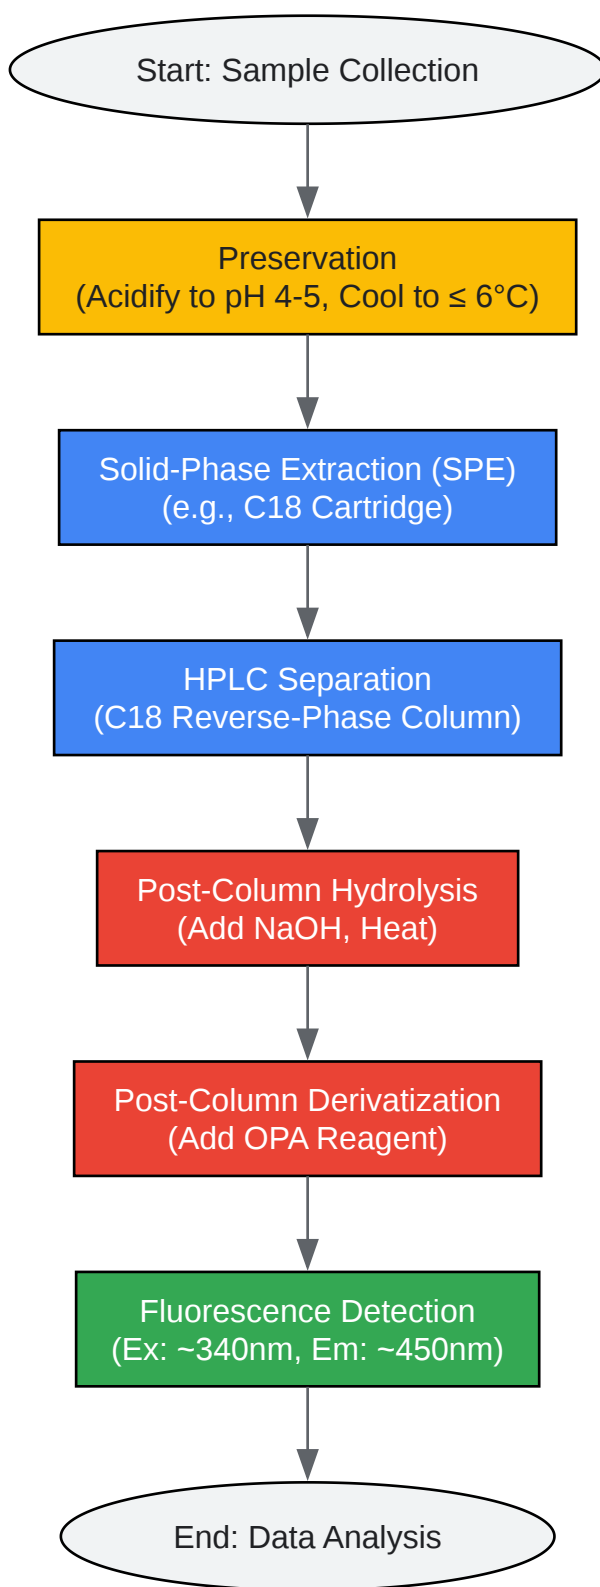 Start: Sample Collection
Preservation
(Acidify to pH 4-5, Cool to ≤ 6°C)
Solid-Phase Extraction (SPE)
(e.g., C18 Cartridge)
HPLC Separation
(C18 Reverse-Phase Column)
Post-Column Hydrolysis
(Add NaOH, Heat)
Post-Column Derivatization
(Add OPA Reagent)
Fluorescence Detection
(Ex: ~340nm, Em: ~450nm)
End: Data Analysis